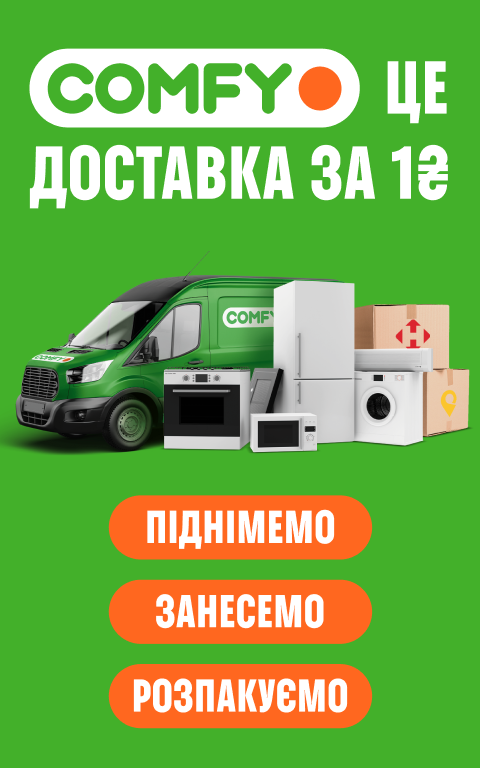 COMFY ЦЕ
ДОСТАВКА ЗА 1₴
COMFY
COMFY
ПІДНІМЕМО
ЗАНЕСЕМО
РОЗПАКУЄМО